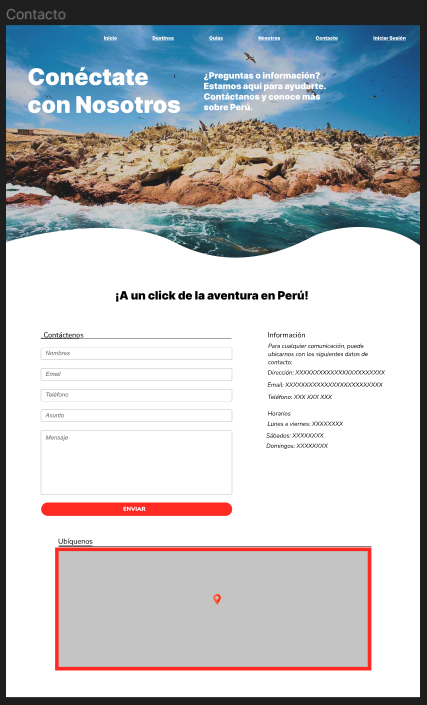 Contacto
Inicio
Destinos
Guías
Nosotros
Contacto
Iniciar Sesión
Conéctate
con Nosotros
¿Preguntas o información?
Estamos aquí para ayudarte.
Contáctanos y conoce más
sobre Perú.
¡A un click de la aventura en Perú!
Contáctenos
Nombres
Email
Teléfono
Asunto
Mensaje
ENVIAR
Información
Para cualquier comunicación, puede
ubicarnos con los siguientes datos de
contacto:
Dirección: XXXXXXXXXXXXXXXXXXXXXXXX
Email: XXXXXXXXXXXXXXXXXXXXXXXXXX
Teléfono: XXX XXX XXX
Horarios
Lunes a viernes: XXXXXXXX
Sábados: XXXXXXXX
Domingos: XXXXXXXX
Ubíquenos